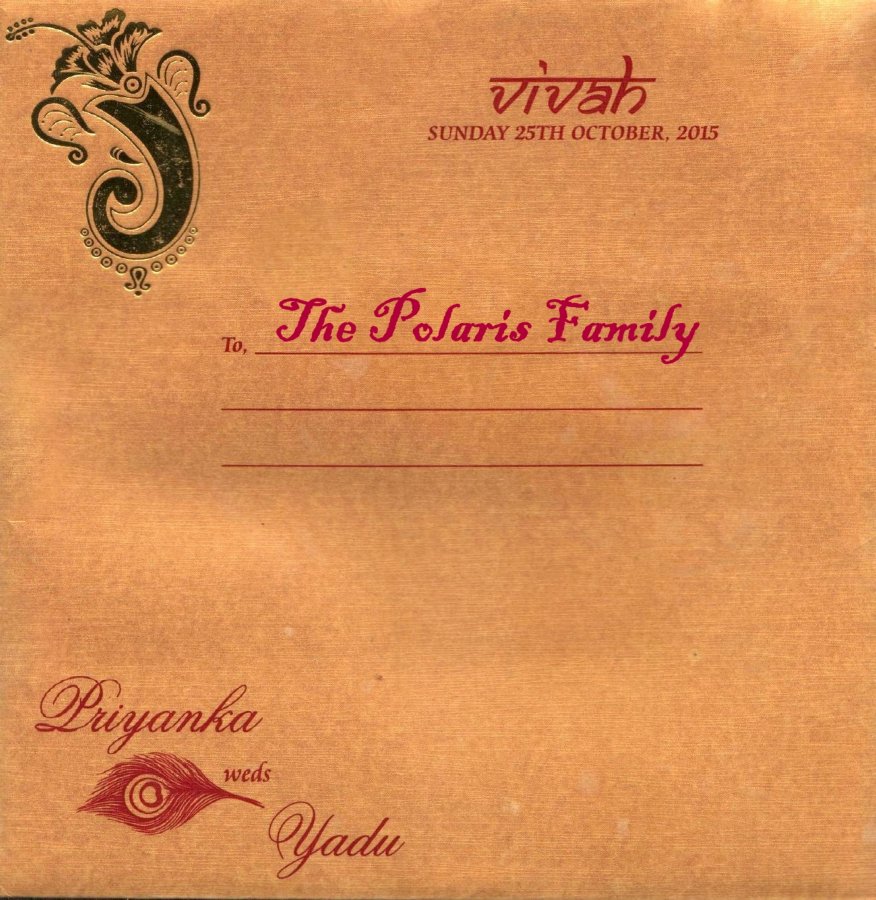 vivah
SUNDAY 25TH OCTOBER, 2015
To, The Polaris Family
Priyanka
weds
Yadu